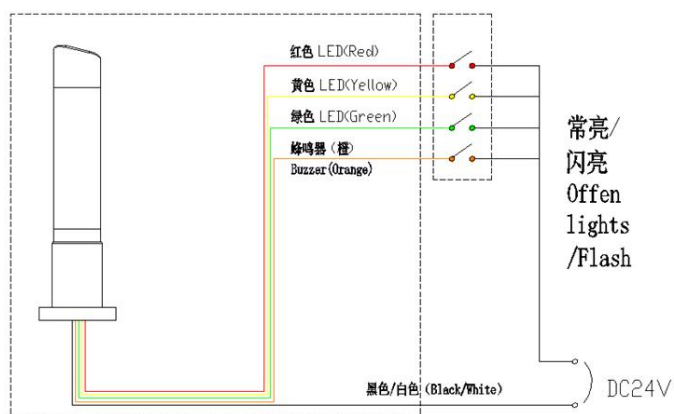 红色 LED(Red)
黄色 LED(Yellow)
绿色 LED(Green)
蜂鸣器（橙）
Buzzer(Orange)
常亮/
闪亮
Offen
lights
/Flash
黑色/白色 (Black/White)
DC24V